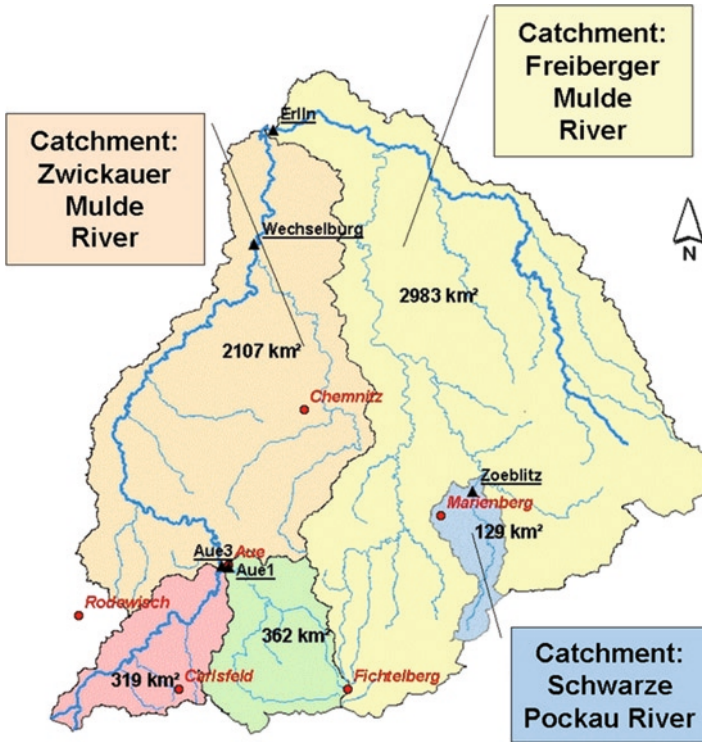 Catchment:
Freiberger
Mulde
River
Catchment:
Zwickauer
Mulde
River
Erlln
Wechselburg
N
2983 km²
2107 km²
Chemnitz
Zoeblitz
Marienberg
129 km²
Aue3
Aue
Aue1
Rodewisch
362 km²
319 km²
Carlsfeld
Fichtelberg
Catchment:
Schwarze
Pockau River